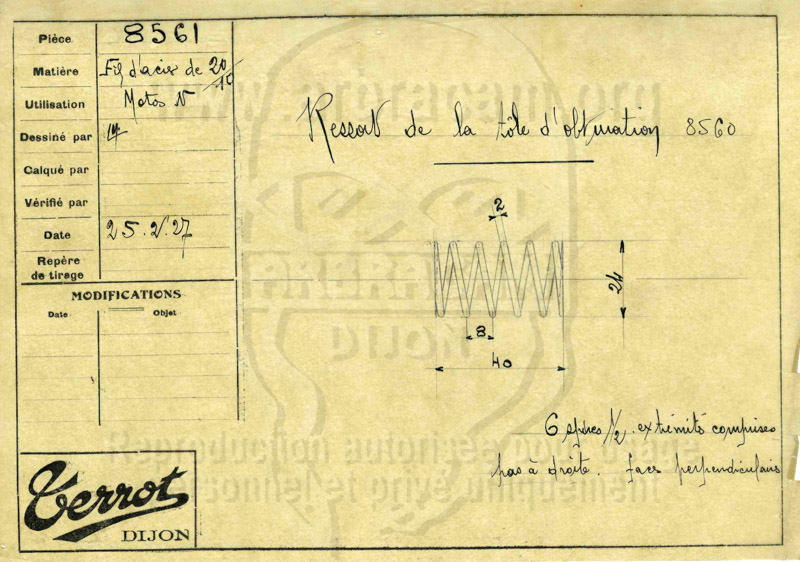 Pièce 8561
Matière Fil d'acier de 20/10
Utilisation Motos N
Dessiné par
Calqué par
Vérifié par
Date 25.2.27
Repère
de tirage
MODIFICATIONS
Date Objet
www.
Ressort de la tôle d'obturation 8560
2
24
8
40
DIJON
6 spires 1/2 extrémités comprises
pas à droite. faces perpendiculaires
Reproduction autorisée pour usage
personnel et privé uniquement
Terrot
DIJON